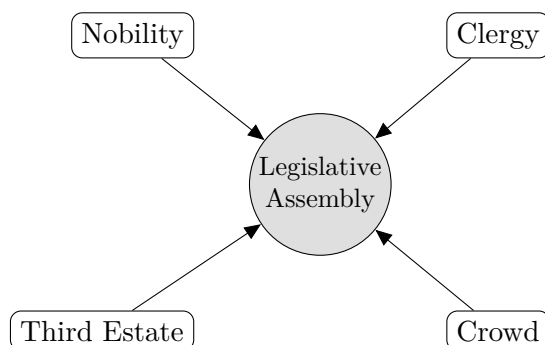 Nobility
Clergy
Legislative
Assembly
Third Estate
Crowd